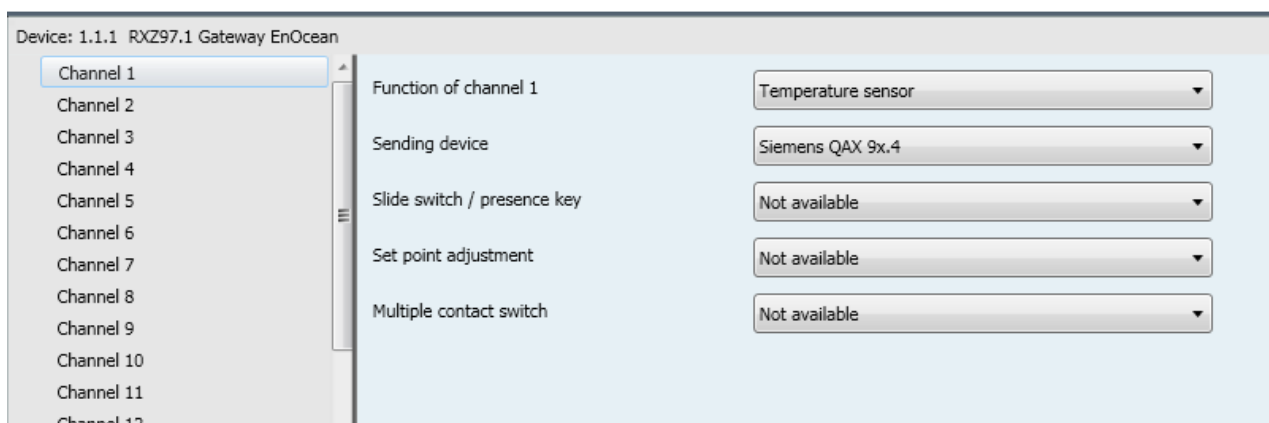 Device: 1.1.1 RXZ97.1 Gateway EnOcean
Channel 1
Channel 2
Channel 3
Channel 4
Channel 5
Channel 6
Channel 7
Channel 8
Channel 9
Channel 10
Channel 11
Channel 12
Function of channel 1 Temperature sensor
Sending device Siemens QAX 9x.4
Slide switch / presence key Not available
Set point adjustment Not available
Multiple contact switch Not available